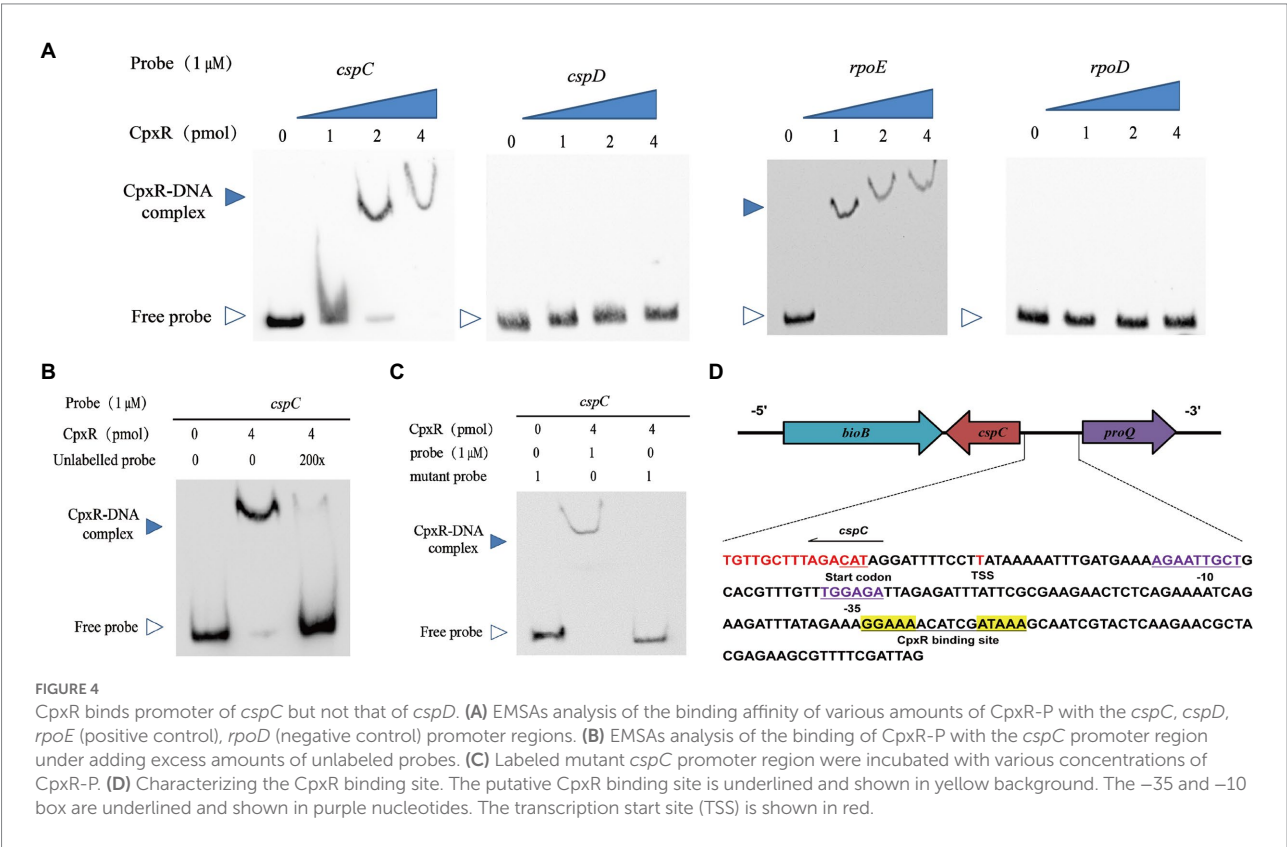 A
Probe (1 μM)
cspC
cspD
rpoE
rpoD
CpxR (pmol)
0 1 2 4
0 1 2 4
0 1 2 4
0 1 2 4
CpxR-DNA
complex
Free probe
B
Probe (1 μM)
cspC
CpxR (pmol) 0 4 4
Unlabelled probe 0 0 200x
CpxR-DNA
complex
Free probe
C
cspC
CpxR (pmol) 0 4 4
probe (1 μM) 0 1 0
mutant probe 1 0 1
CpxR-DNA
complex
Free probe
D
-5'
bioB
cspC
proQ
-3'
cspC
TGTTGCTTTAGACATAGGATTTTCCTTATAAAAATTTGATGAAAAGAATTGCTG
Start codon TSS -10
CACGTTTGTTTGGAGATTAGAGATTTATTCGCGAAGAACTCTCAGAAAATCAG
-35
AAGATTTATAGAAAGGAAAACATCGATAAAGCAATCGTACTCAAGAACGCTA
CpxR binding site
CGAGAAGCGTTTTCGATTAG
FIGURE 4
CpxR binds promoter of cspC but not that of cspD. (A) EMSAs analysis of the binding affinity of various amounts of CpxR-P with the cspC, cspD,
rpoE (positive control), rpoD (negative control) promoter regions. (B) EMSAs analysis of the binding of CpxR-P with the cspC promoter region
under adding excess amounts of unlabeled probes. (C) Labeled mutant cspC promoter region were incubated with various concentrations of
CpxR-P. (D) Characterizing the CpxR binding site. The putative CpxR binding site is underlined and shown in yellow background. The −35 and −10
box are underlined and shown in purple nucleotides. The transcription start site (TSS) is shown in red.